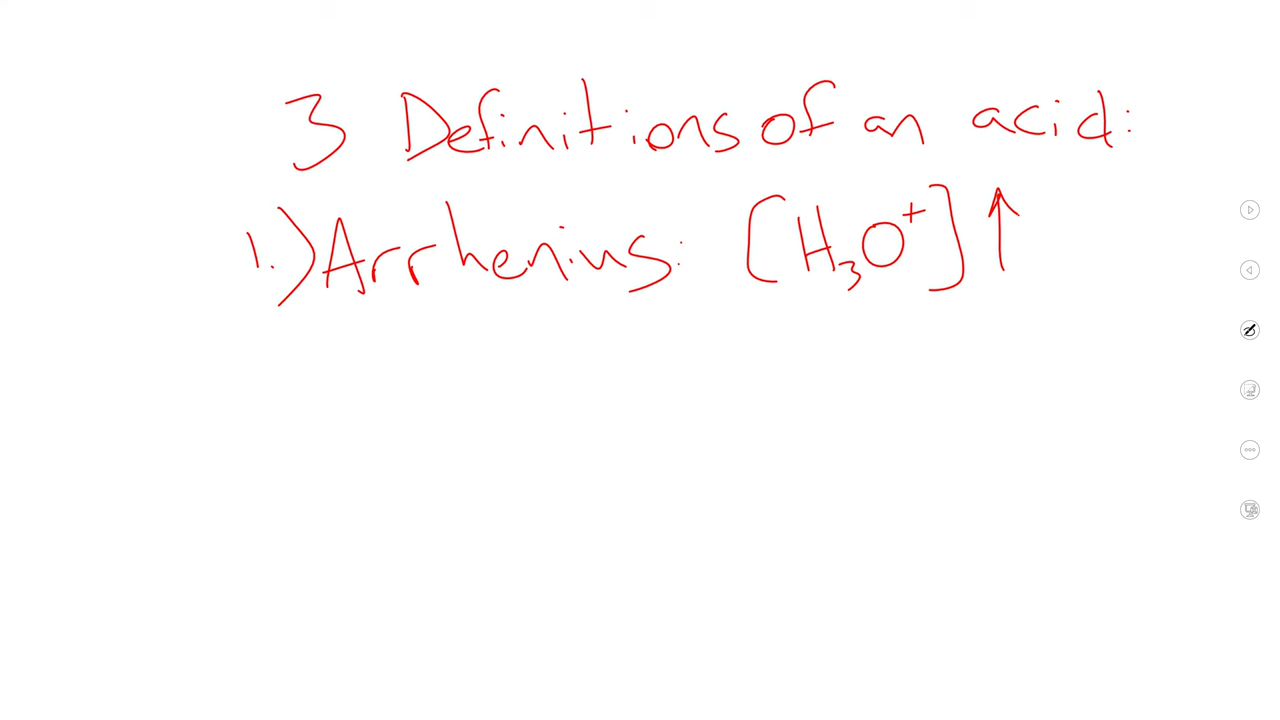 3 Definitions of an acid:
1.) Arrhenius: [H₃O⁺]↑